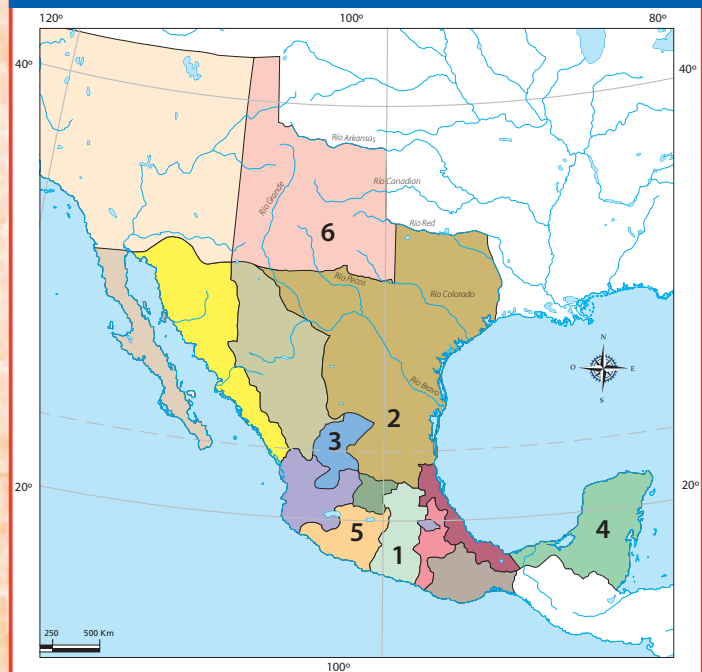 120º 100º 80º
40º 40º
Río Arkansas
Río Canadian
Río Grande
Río Red
6
Río Pecos
Río Colorado
N
O E
S
Río Bravo
2
3
20º 20º
4
5
1
250 500 Km
100º